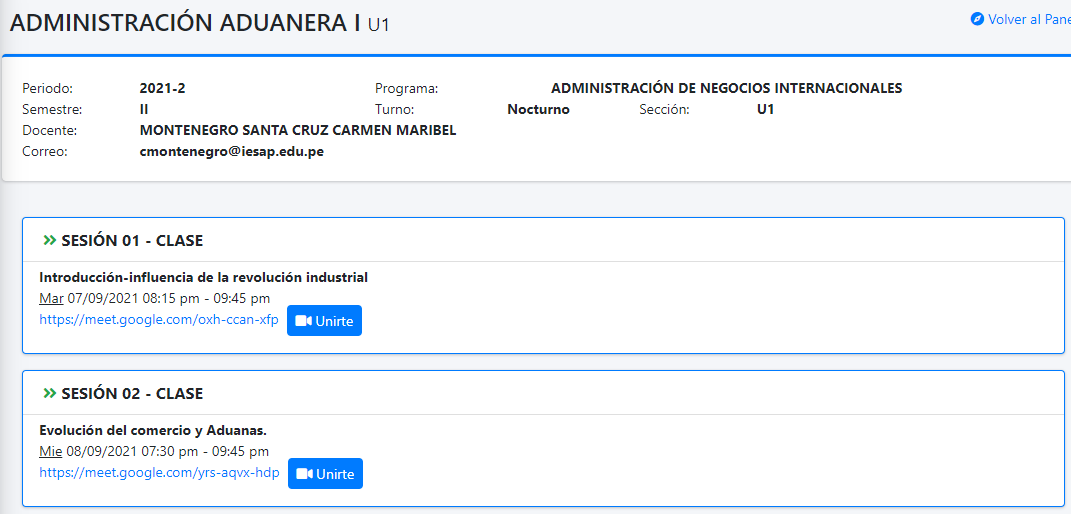 ADMINISTRACIÓN ADUANERA I U1
Volver al Pane
Periodo: 2021-2 Programa: ADMINISTRACIÓN DE NEGOCIOS INTERNACIONALES
Semestre: II Turno: Nocturno Sección: U1
Docente: MONTENEGRO SANTA CRUZ CARMEN MARIBEL
Correo: cmontenegro@iesap.edu.pe
SESIÓN 01 - CLASE
Introducción-influencia de la revolución industrial
Mar 07/09/2021 08:15 pm - 09:45 pm
https://meet.google.com/oxh-ccan-xfp Unirte
SESIÓN 02 - CLASE
Evolución del comercio y Aduanas.
Mie 08/09/2021 07:30 pm - 09:45 pm
https://meet.google.com/yrs-aqvx-hdp Unirte